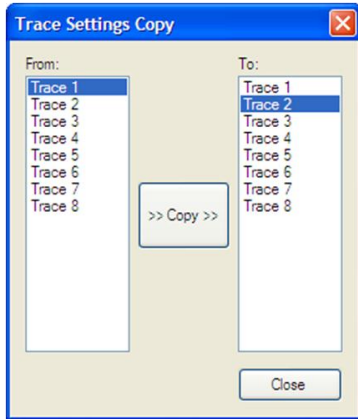 Trace Settings Copy
From:
Trace 1
Trace 2
Trace 3
Trace 4
Trace 5
Trace 6
Trace 7
Trace 8
>> Copy >>
To:
Trace 1
Trace 2
Trace 3
Trace 4
Trace 5
Trace 6
Trace 7
Trace 8
Close